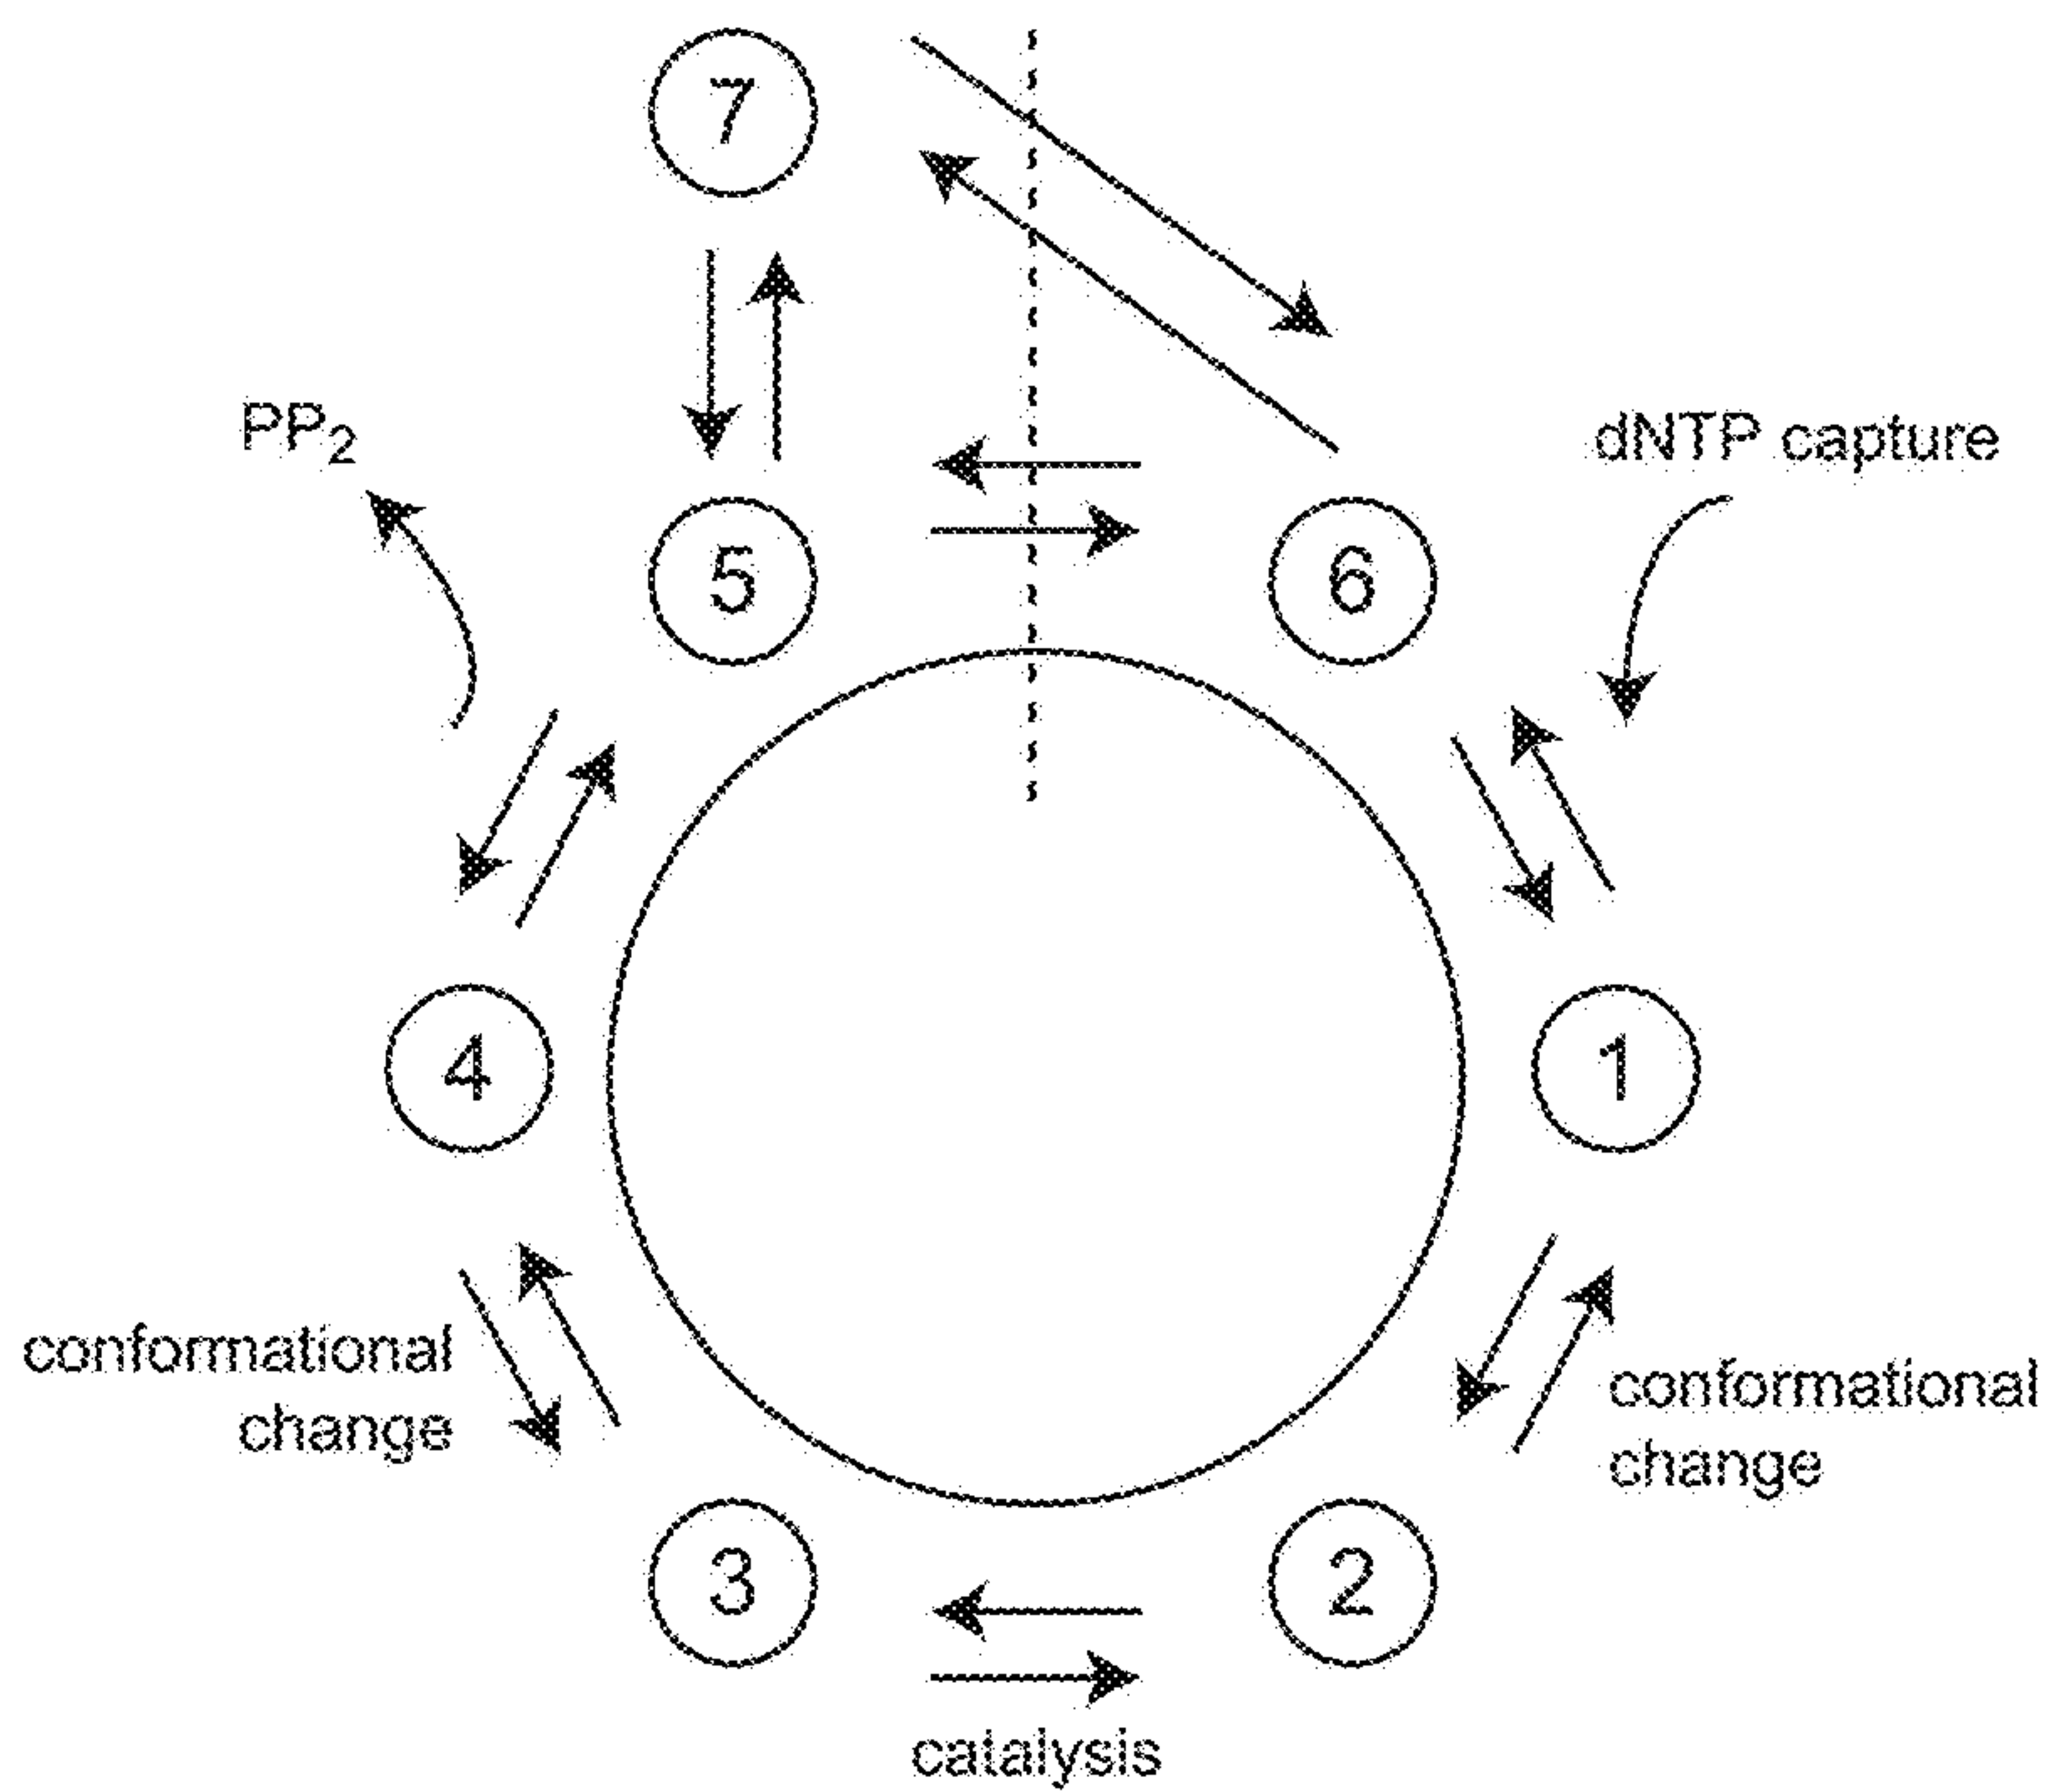 7
PP2
dNTP capture
5
6
4
1
conformational
change
conformational
change
3
2
catalysis